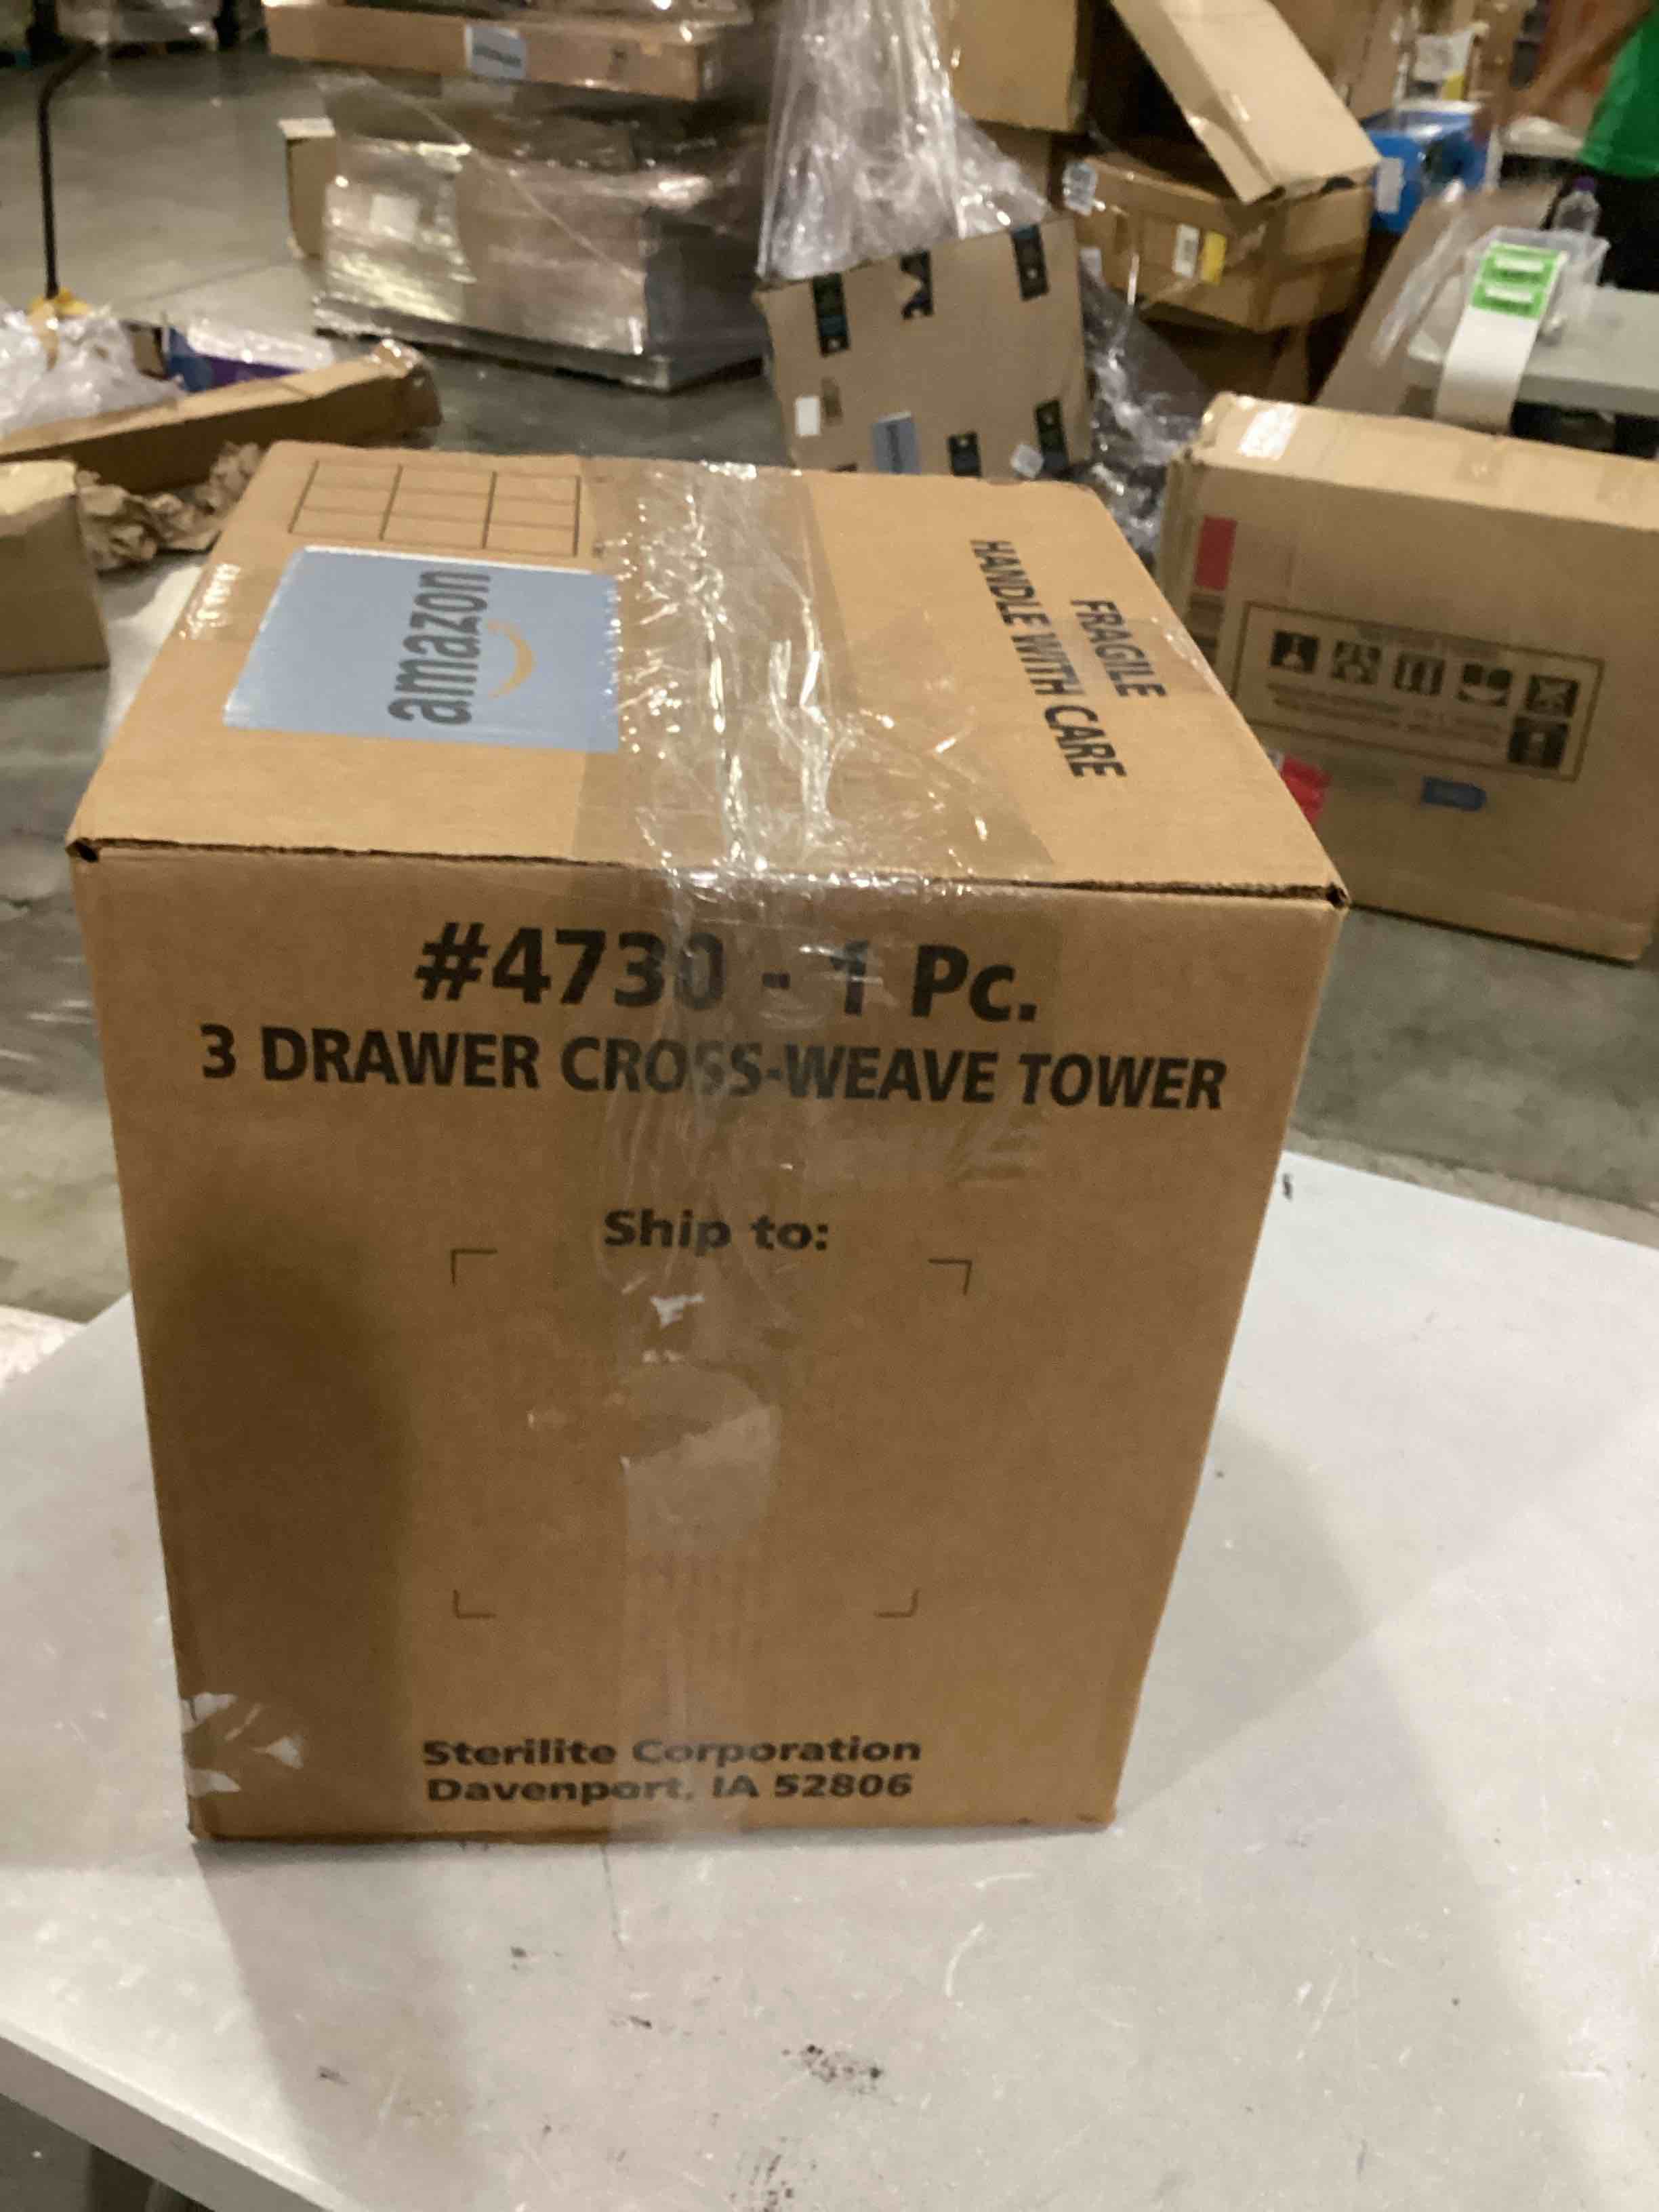 amazon
FRAGILE
HANDLE WITH CARE
#4730 - 1 Pc.
3 DRAWER CROSS-WEAVE TOWER
Ship to:
Sterilite Corporation
Davenport, IA 52806